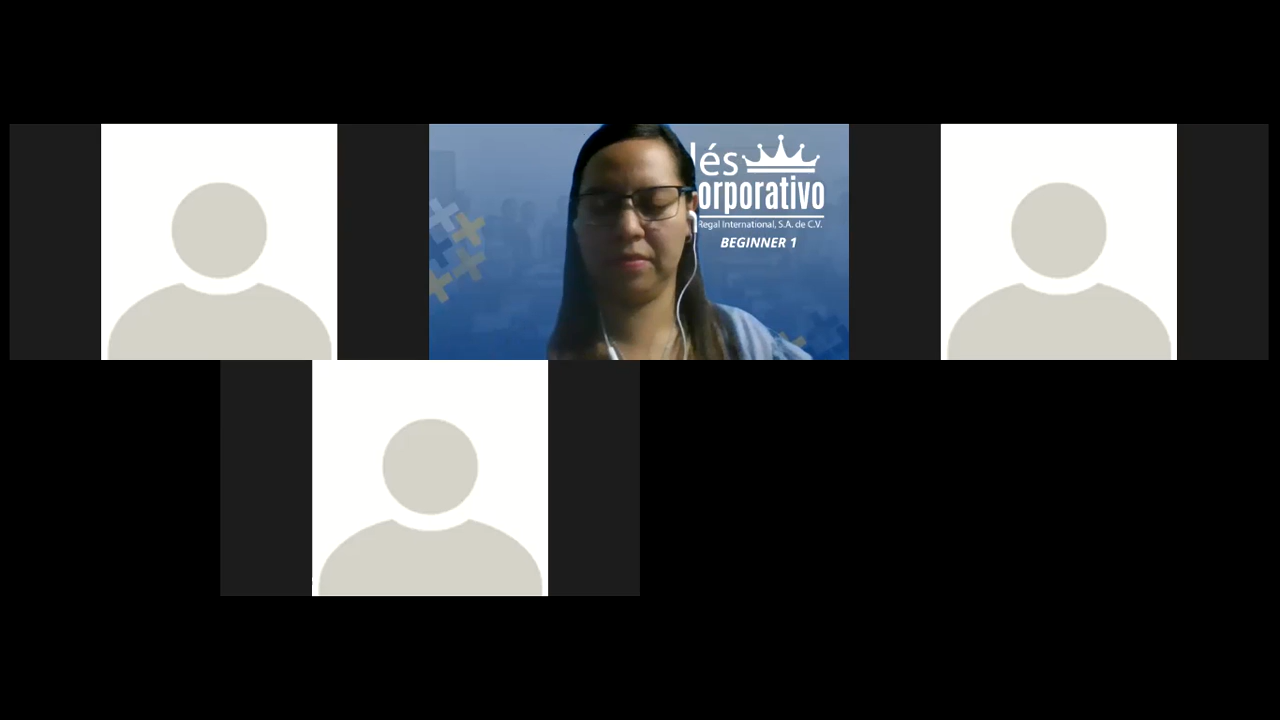 lés
orporativo
Regal International, S.A. de C.V.
BEGINNER 1